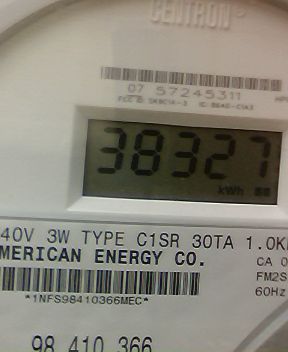 CENTRON®
07 57245311
38327
kWh
40V 3W TYPE C1SR 30TA 1.0K
MERICAN ENERGY CO.
CA 0
FM2S
60Hz
*1NFS98410366MEC*
98 410 366